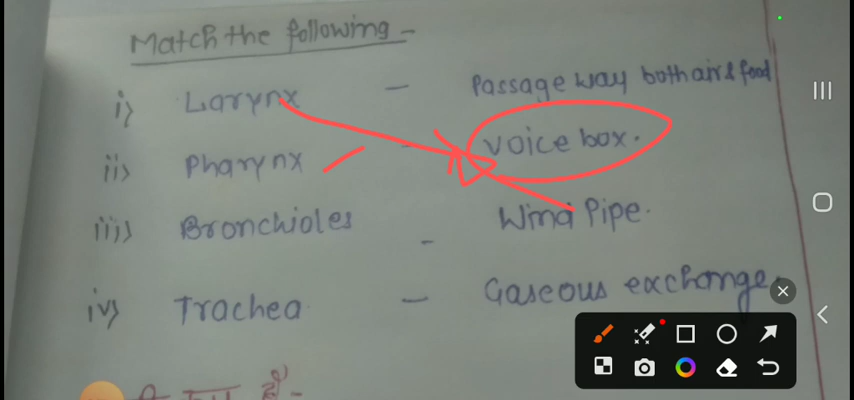 Match the following -
i) Larynx - Passage way both air & food
ii) Pharynx - Voice box.
iii) Bronchioles - Wind Pipe.
iv) Trachea - Gaseous exchange.